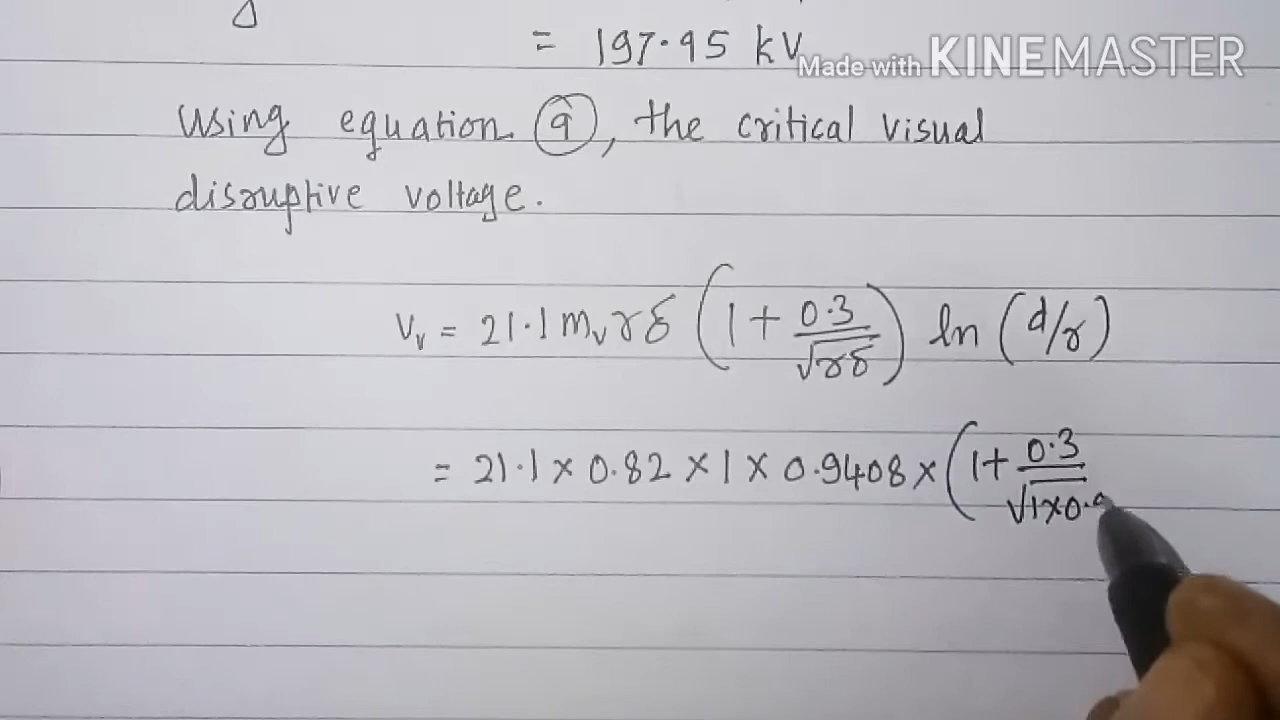 Δ
= 197.95 kV
Made with KINEMASTER
Using equation (9), the critical visual
disruptive voltage.
Vv = 21.1 mv r δ (1 + 0.3/√rδ) ln (d/r)
= 21.1 × 0.82 × 1 × 0.9408 × (1 + 0.3/√1×0.9